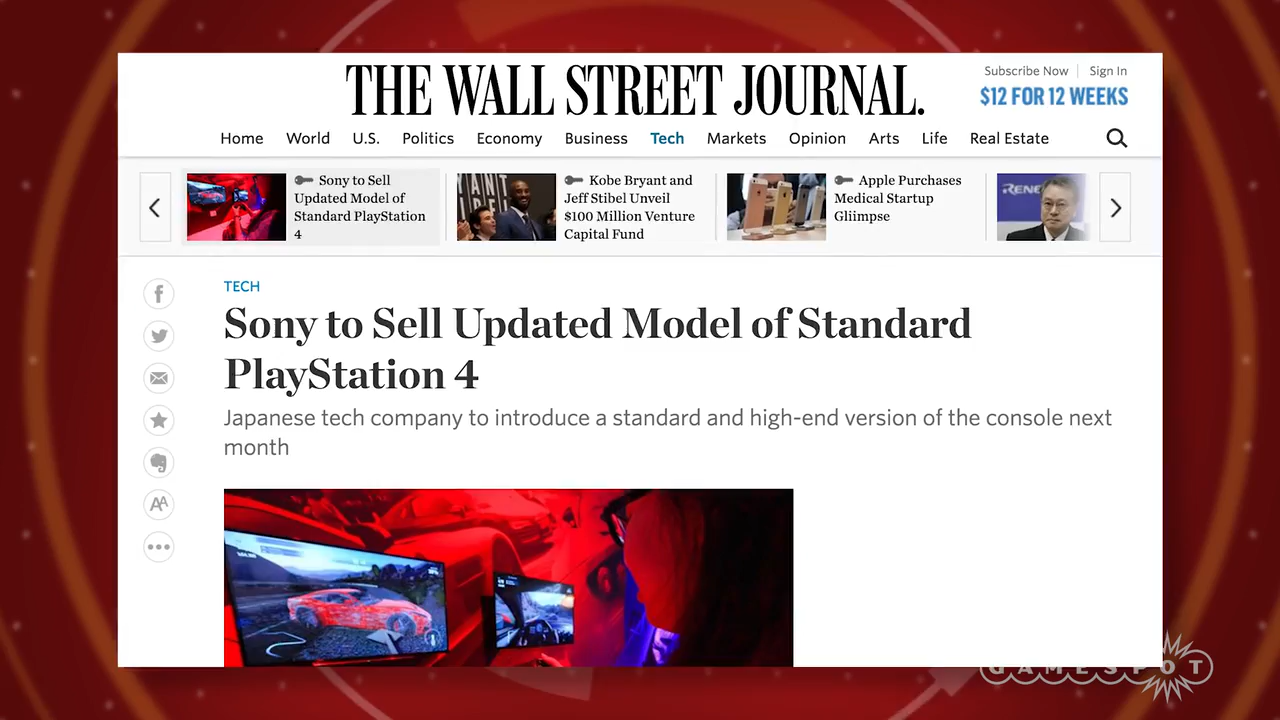 THE WALL STREET JOURNAL.
Subscribe Now | Sign In
$12 FOR 12 WEEKS
Home World U.S. Politics Economy Business Tech Markets Opinion Arts Life Real Estate
Sony to Sell
Updated Model of
Standard PlayStation
4
Kobe Bryant and
Jeff Stibel Unveil
$100 Million Venture
Capital Fund
Apple Purchases
Medical Startup
Glimpse
TECH
Sony to Sell Updated Model of Standard
PlayStation 4
Japanese tech company to introduce a standard and high-end version of the console next
month
AA
GAMESPOT